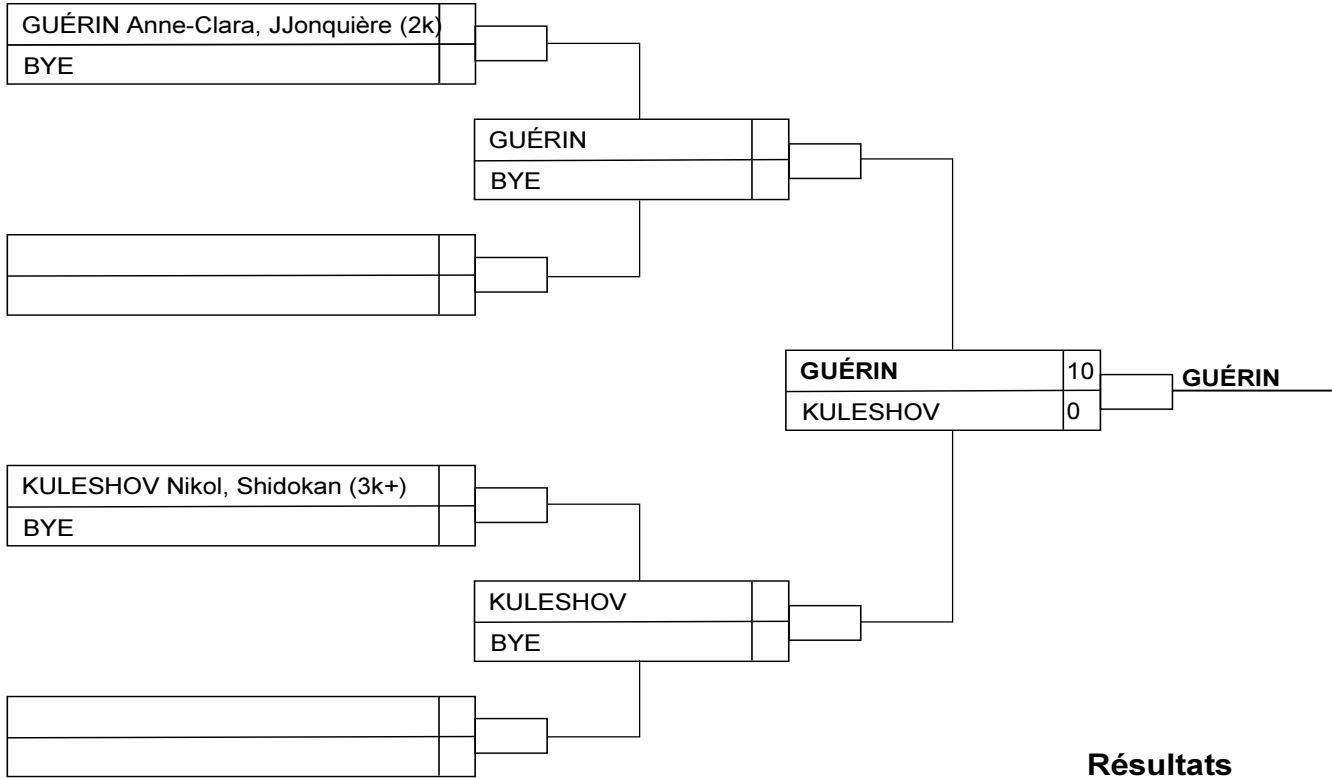 GUÉRIN Anne-Clara, JJonquière (2k)
BYE
GUÉRIN
BYE
GUÉRIN 10
KULESHOV 0
GUÉRIN
KULESHOV Nikol, Shidokan (3k+)
BYE
KULESHOV
BYE
Résultats